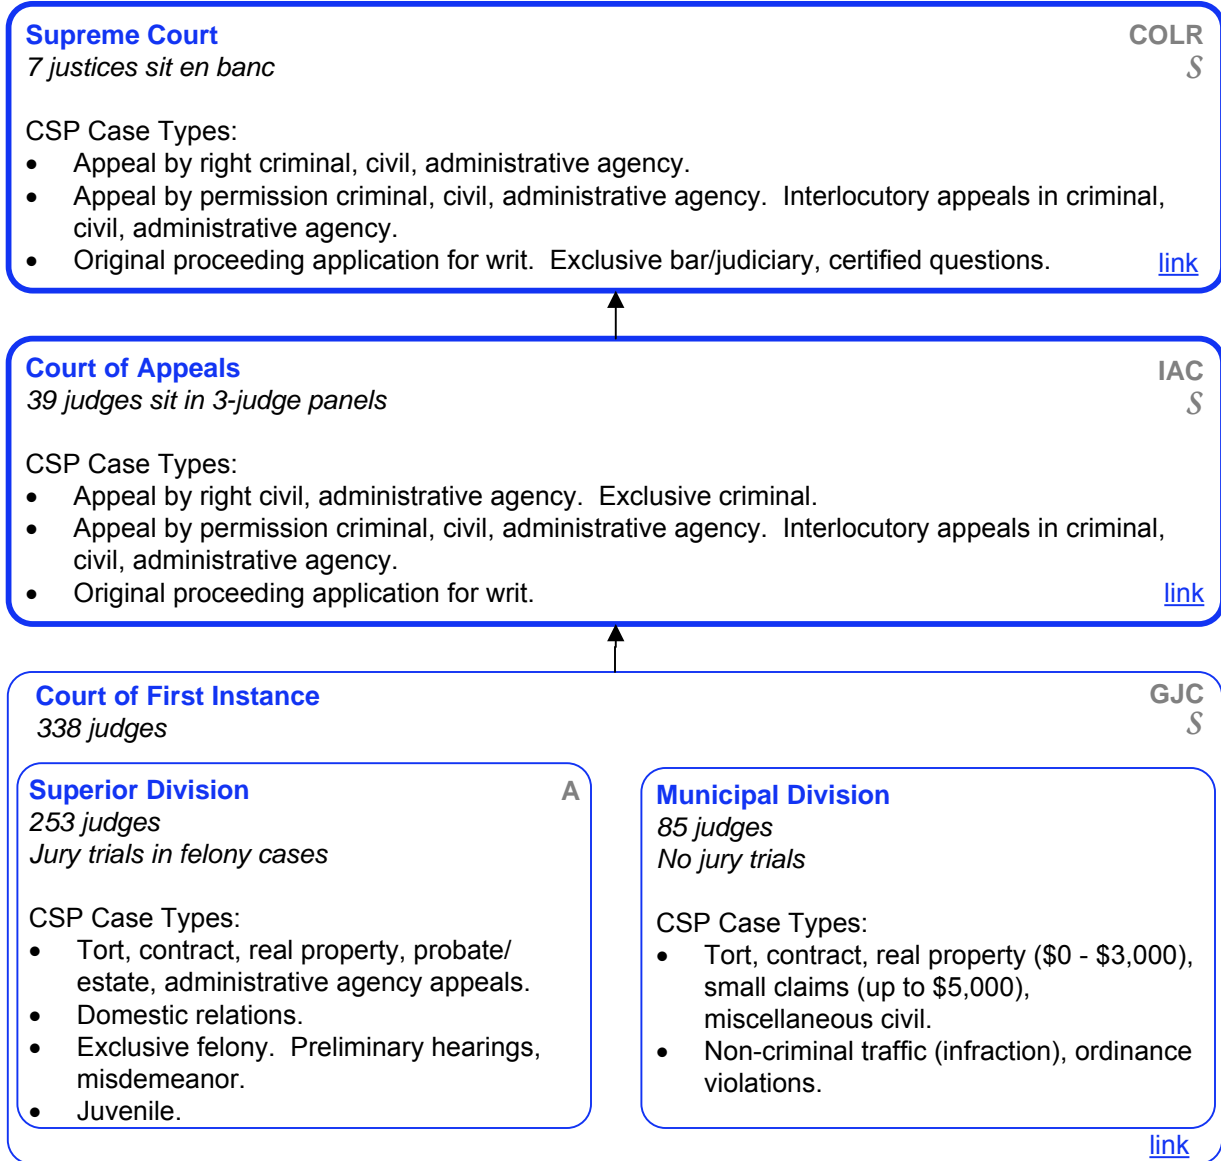 Supreme Court COLR
7 justices sit en banc S
CSP Case Types:
• Appeal by right criminal, civil, administrative agency.
• Appeal by permission criminal, civil, administrative agency.  Interlocutory appeals in criminal,
civil, administrative agency.
• Original proceeding application for writ.  Exclusive bar/judiciary, certified questions. link
Court of Appeals IAC
39 judges sit in 3-judge panels S
CSP Case Types:
• Appeal by right civil, administrative agency.  Exclusive criminal.
• Appeal by permission criminal, civil, administrative agency.  Interlocutory appeals in criminal,
civil, administrative agency.
• Original proceeding application for writ. link
Court of First Instance GJC
338 judges S
Superior Division A
253 judges
Jury trials in felony cases
CSP Case Types:
• Tort, contract, real property, probate/
estate, administrative agency appeals.
• Domestic relations.
• Exclusive felony.  Preliminary hearings,
misdemeanor.
• Juvenile.
Municipal Division
85 judges
No jury trials
CSP Case Types:
• Tort, contract, real property ($0 - $3,000),
small claims (up to $5,000),
miscellaneous civil.
• Non-criminal traffic (infraction), ordinance
violations.
link